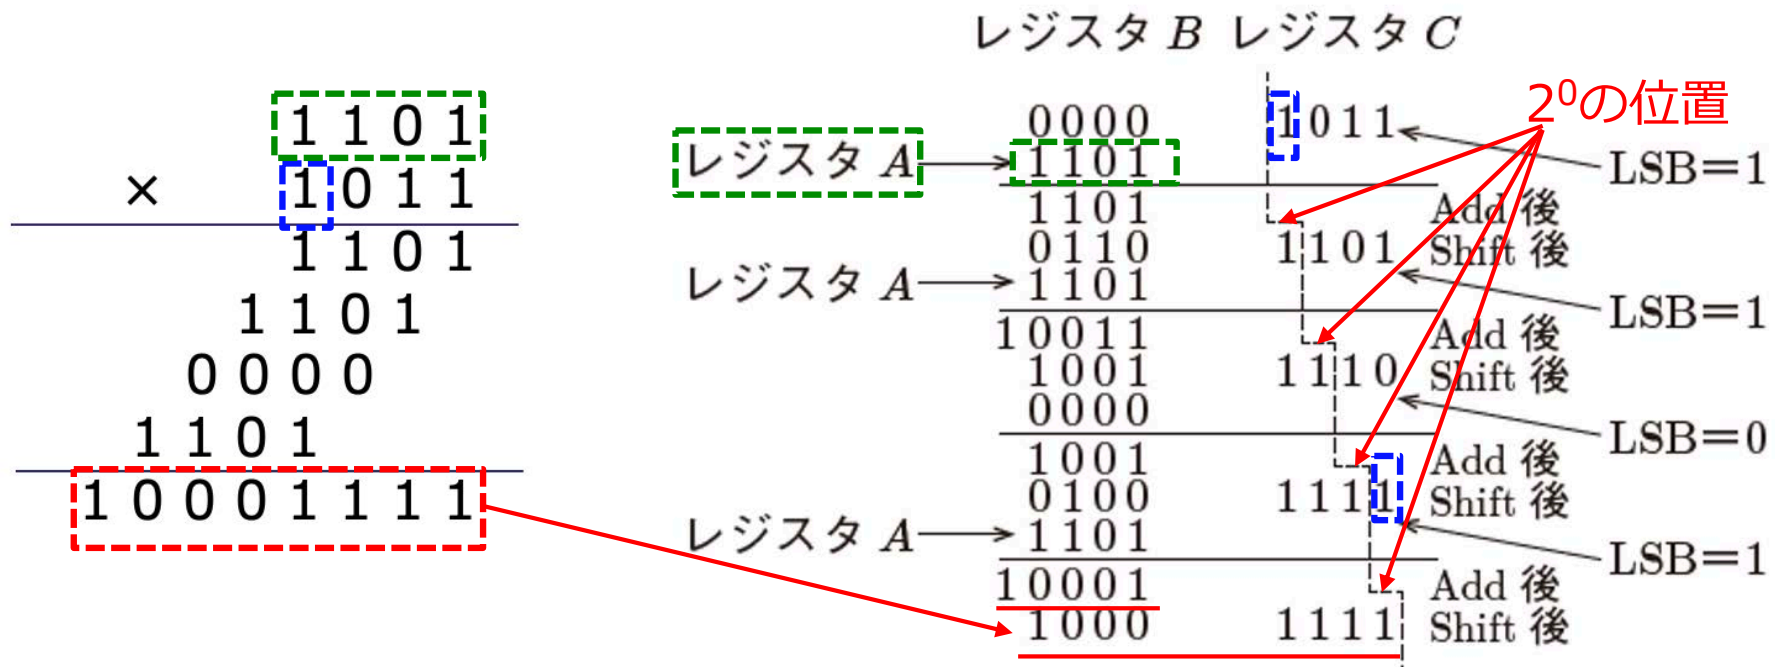 1 1 0 1
× 1 0 1 1
1 1 0 1
1 1 0 1
0 0 0 0
1 1 0 1
1 0 0 0 1 1 1 1
レジスタ B レジスタ C
2⁰の位置
0000 1011
LSB=1
レジスタ A 1101
1101 Add 後
0110 1101 Shift 後
レジスタ A 1101
LSB=1
10011 Add 後
1001 1110 Shift 後
0000
LSB=0
1001 Add 後
0100 1111 Shift 後
レジスタ A 1101
LSB=1
10001 Add 後
1000 1111 Shift 後